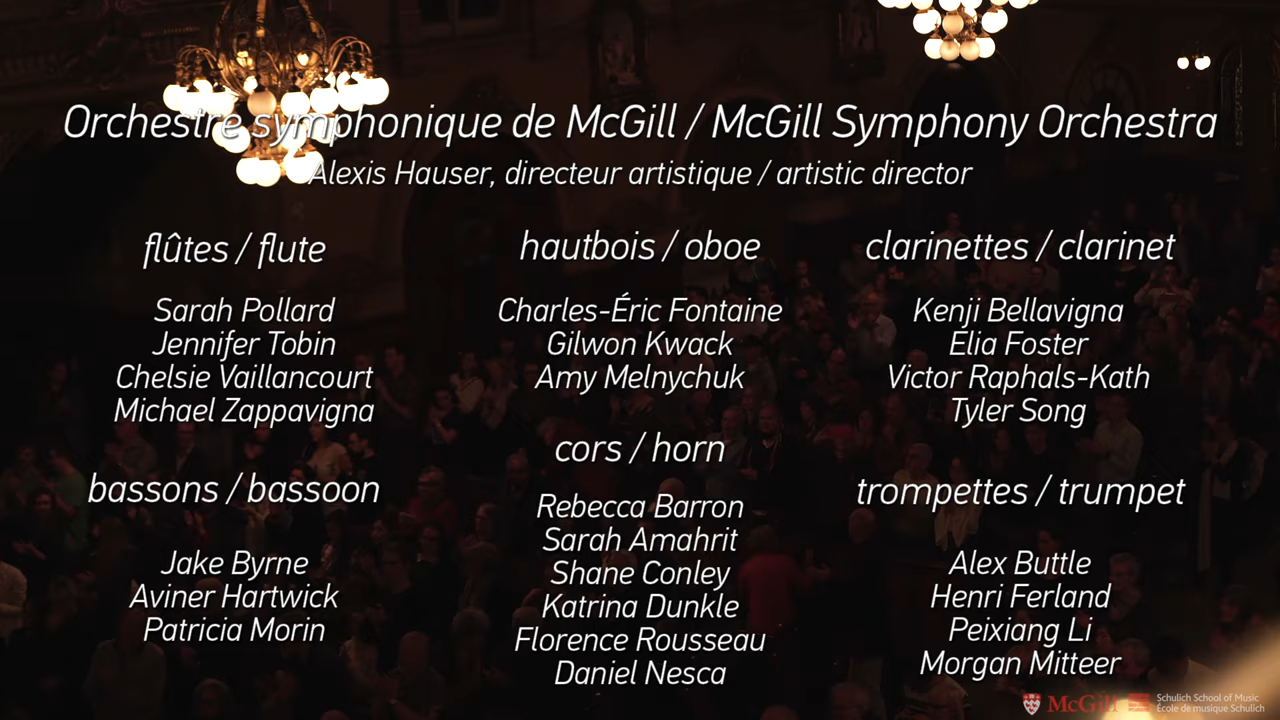 Orchestre symphonique de McGill / McGill Symphony Orchestra
Alexis Hauser, directeur artistique / artistic director
flûtes / flute
Sarah Pollard
Jennifer Tobin
Chelsie Vaillancourt
Michael Zappavigna
bassons / bassoon
Jake Byrne
Aviner Hartwick
Patricia Morin
hautbois / oboe
Charles-Éric Fontaine
Gilwon Kwack
Amy Melnychuk
cors / horn
Rebecca Barron
Sarah Amahrit
Shane Conley
Katrina Dunkle
Florence Rousseau
Daniel Nesca
clarinettes / clarinet
Kenji Bellavigna
Elia Foster
Victor Raphals-Kath
Tyler Song
trompettes / trumpet
Alex Buttle
Henri Ferland
Peixiang Li
Morgan Mitteer
McGill
Schulich School of Music
École de musique Schulich